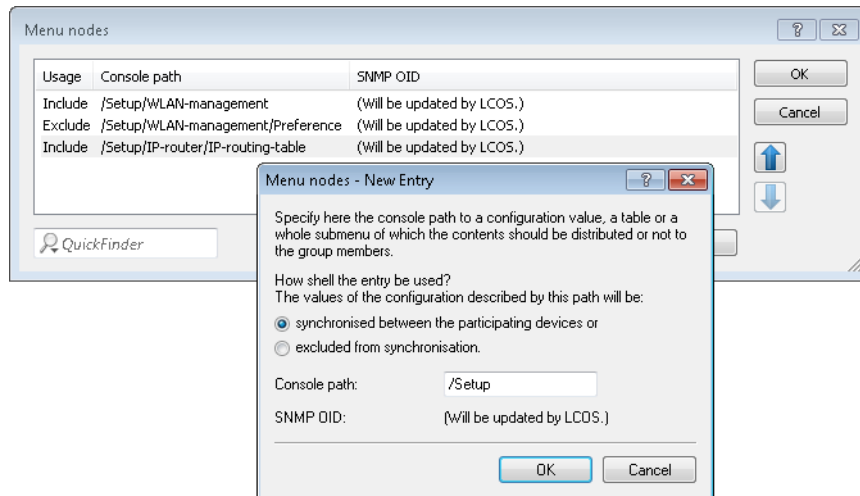 Menu nodes
Usage Console path SNMP OID
Include /Setup/WLAN-management (Will be updated by LCOS.)
Exclude /Setup/WLAN-management/Preference (Will be updated by LCOS.)
Include /Setup/IP-router/IP-routing-table (Will be updated by LCOS.)
OK
Cancel
QuickFinder
Menu nodes - New Entry
Specify here the console path to a configuration value, a table or a
whole submenu of which the contents should be distributed or not to
the group members.
How shell the entry be used?
The values of the configuration described by this path will be:
synchronised between the participating devices or
excluded from synchronisation.
Console path: /Setup
SNMP OID: (Will be updated by LCOS.)
OK Cancel